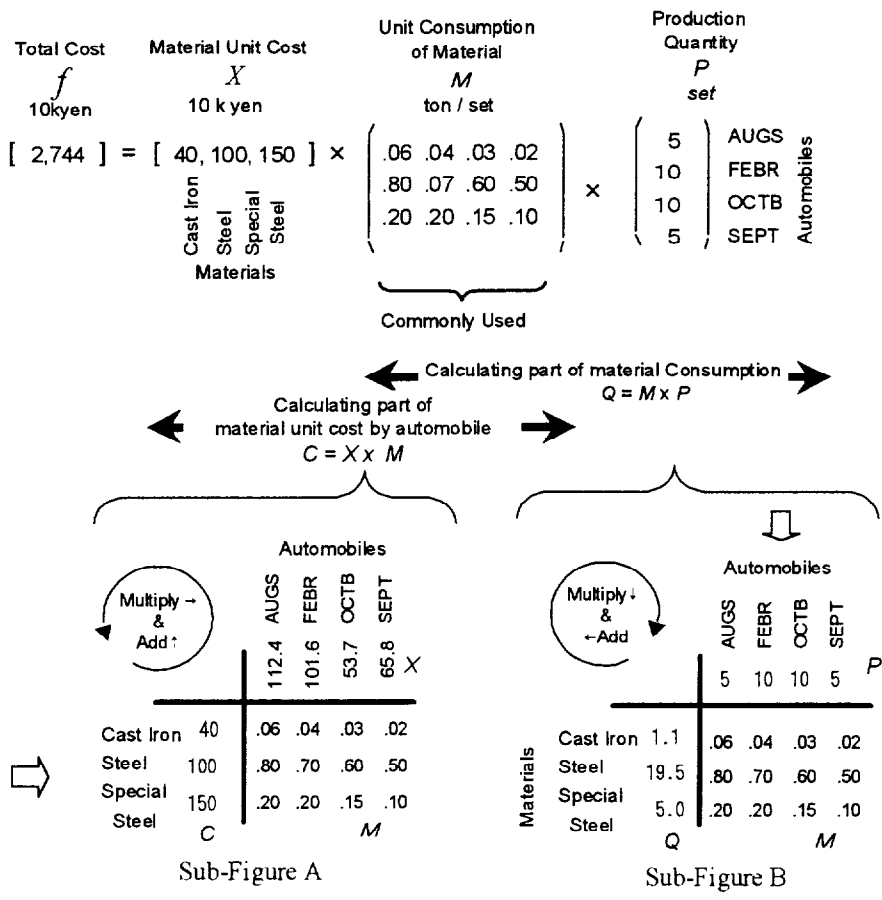 Total Cost
f
10kyen
Material Unit Cost
X
10 k yen
Unit Consumption
of Material
M
ton / set
Production
Quantity
P
set
[ 2,744 ] = [ 40, 100, 150 ] ×
.06 .04 .03 .02
.80 .07 .60 .50
.20 .20 .15 .10
×
5 AUGS
10 FEBR
10 OCTB
5 SEPT
Automobiles
Cast Iron
Steel
Special
Steel
Materials
Commonly Used
Calculating part of material Consumption
Q = M x P
Calculating part of
material unit cost by automobile
C = X x M
Automobiles
Multiply →
&
Add ↑
AUGS
FEBR
OCTB
SEPT
112.4
101.6
53.7
65.8
X
Cast Iron 40 .06 .04 .03 .02
Steel 100 .80 .70 .60 .50
Special 150 .20 .20 .15 .10
Steel
C
M
Sub-Figure A
Automobiles
Multiply ↓
&
←Add
AUGS
FEBR
OCTB
SEPT
5 10 10 5 P
Materials
Cast Iron 1.1 .06 .04 .03 .02
Steel 19.5 .80 .70 .60 .50
Special 5.0 .20 .20 .15 .10
Steel
Q
M
Sub-Figure B